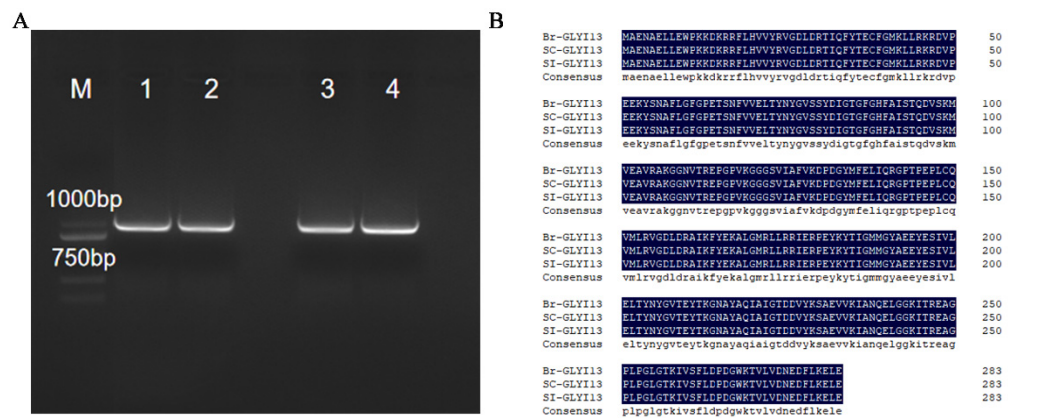 A
B
M 1 2 3 4
1000bp
750bp
Br-GLYI13 MAENAELLEWPKKDKRRFLHVVYRVGDLDRTIQFYTECFGMKLLRKRDVP 50
SC-GLYI13 MAENAELLEWPKKDKRRFLHVVYRVGDLDRTIQFYTECFGMKLLRKRDVP 50
SI-GLYI13 MAENAELLEWPKKDKRRFLHVVYRVGDLDRTIQFYTECFGMKLLRKRDVP 50
Consensus maenaellewpkkdkrrflhvvyrvgdldrtiqfytecfgmkllrkrdvp
Br-GLYI13 EEKYSNAFLGFGPETSNFVVELTYNYGVSSYDIGTGFGHFAISTQDVSKM 100
SC-GLYI13 EEKYSNAFLGFGPETSNFVVELTYNYGVSSYDIGTGFGHFAISTQDVSKM 100
SI-GLYI13 EEKYSNAFLGFGPETSNFVVELTYNYGVSSYDIGTGFGHFAISTQDVSKM 100
Consensus eekysnaflgfgpetsnfvveltynygvssydigtgfghfaistqdvskm
Br-GLYI13 VEAVRAKGGNVTREPGPVKGGGSVIAFVKDPDGYMFELIQRGPTPEPLCQ 150
SC-GLYI13 VEAVRAKGGNVTREPGPVKGGGSVIAFVKDPDGYMFELIQRGPTPEPLCQ 150
SI-GLYI13 VEAVRAKGGNVTREPGPVKGGGSVIAFVKDPDGYMFELIQRGPTPEPLCQ 150
Consensus veavrakggnvtrepgpvkgggsviafvkdpdgymfeliqrgptpeplcq
Br-GLYI13 VMLRVGDLDRAIKFYEKALGMRLLRRIERPEYKYTIGMMGYAEEYESIVL 200
SC-GLYI13 VMLRVGDLDRAIKFYEKALGMRLLRRIERPEYKYTIGMMGYAEEYESIVL 200
SI-GLYI13 VMLRVGDLDRAIKFYEKALGMRLLRRIERPEYKYTIGMMGYAEEYESIVL 200
Consensus vmlrvgdldraikfyekalgmrllrrierpeykytigmmgyaeeyesivl
Br-GLYI13 ELTYNYGVTEYTKGNAYAQIAIGTDDVYKSAEVVKIANQELGGKITREAG 250
SC-GLYI13 ELTYNYGVTEYTKGNAYAQIAIGTDDVYKSAEVVKIANQELGGKITREAG 250
SI-GLYI13 ELTYNYGVTEYTKGNAYAQIAIGTDDVYKSAEVVKIANQELGGKITREAG 250
Consensus eltynygvteytkgnayaqiaigtddvyksaevvkianqelggkitreag
Br-GLYI13 PLPGLGTKIVSFLDPDGWKTVLVDNEDFLKELE 283
SC-GLYI13 PLPGLGTKIVSFLDPDGWKTVLVDNEDFLKELE 283
SI-GLYI13 PLPGLGTKIVSFLDPDGWKTVLVDNEDFLKELE 283
Consensus plpglgtkivsfldpdgwktvlvdnedflkele